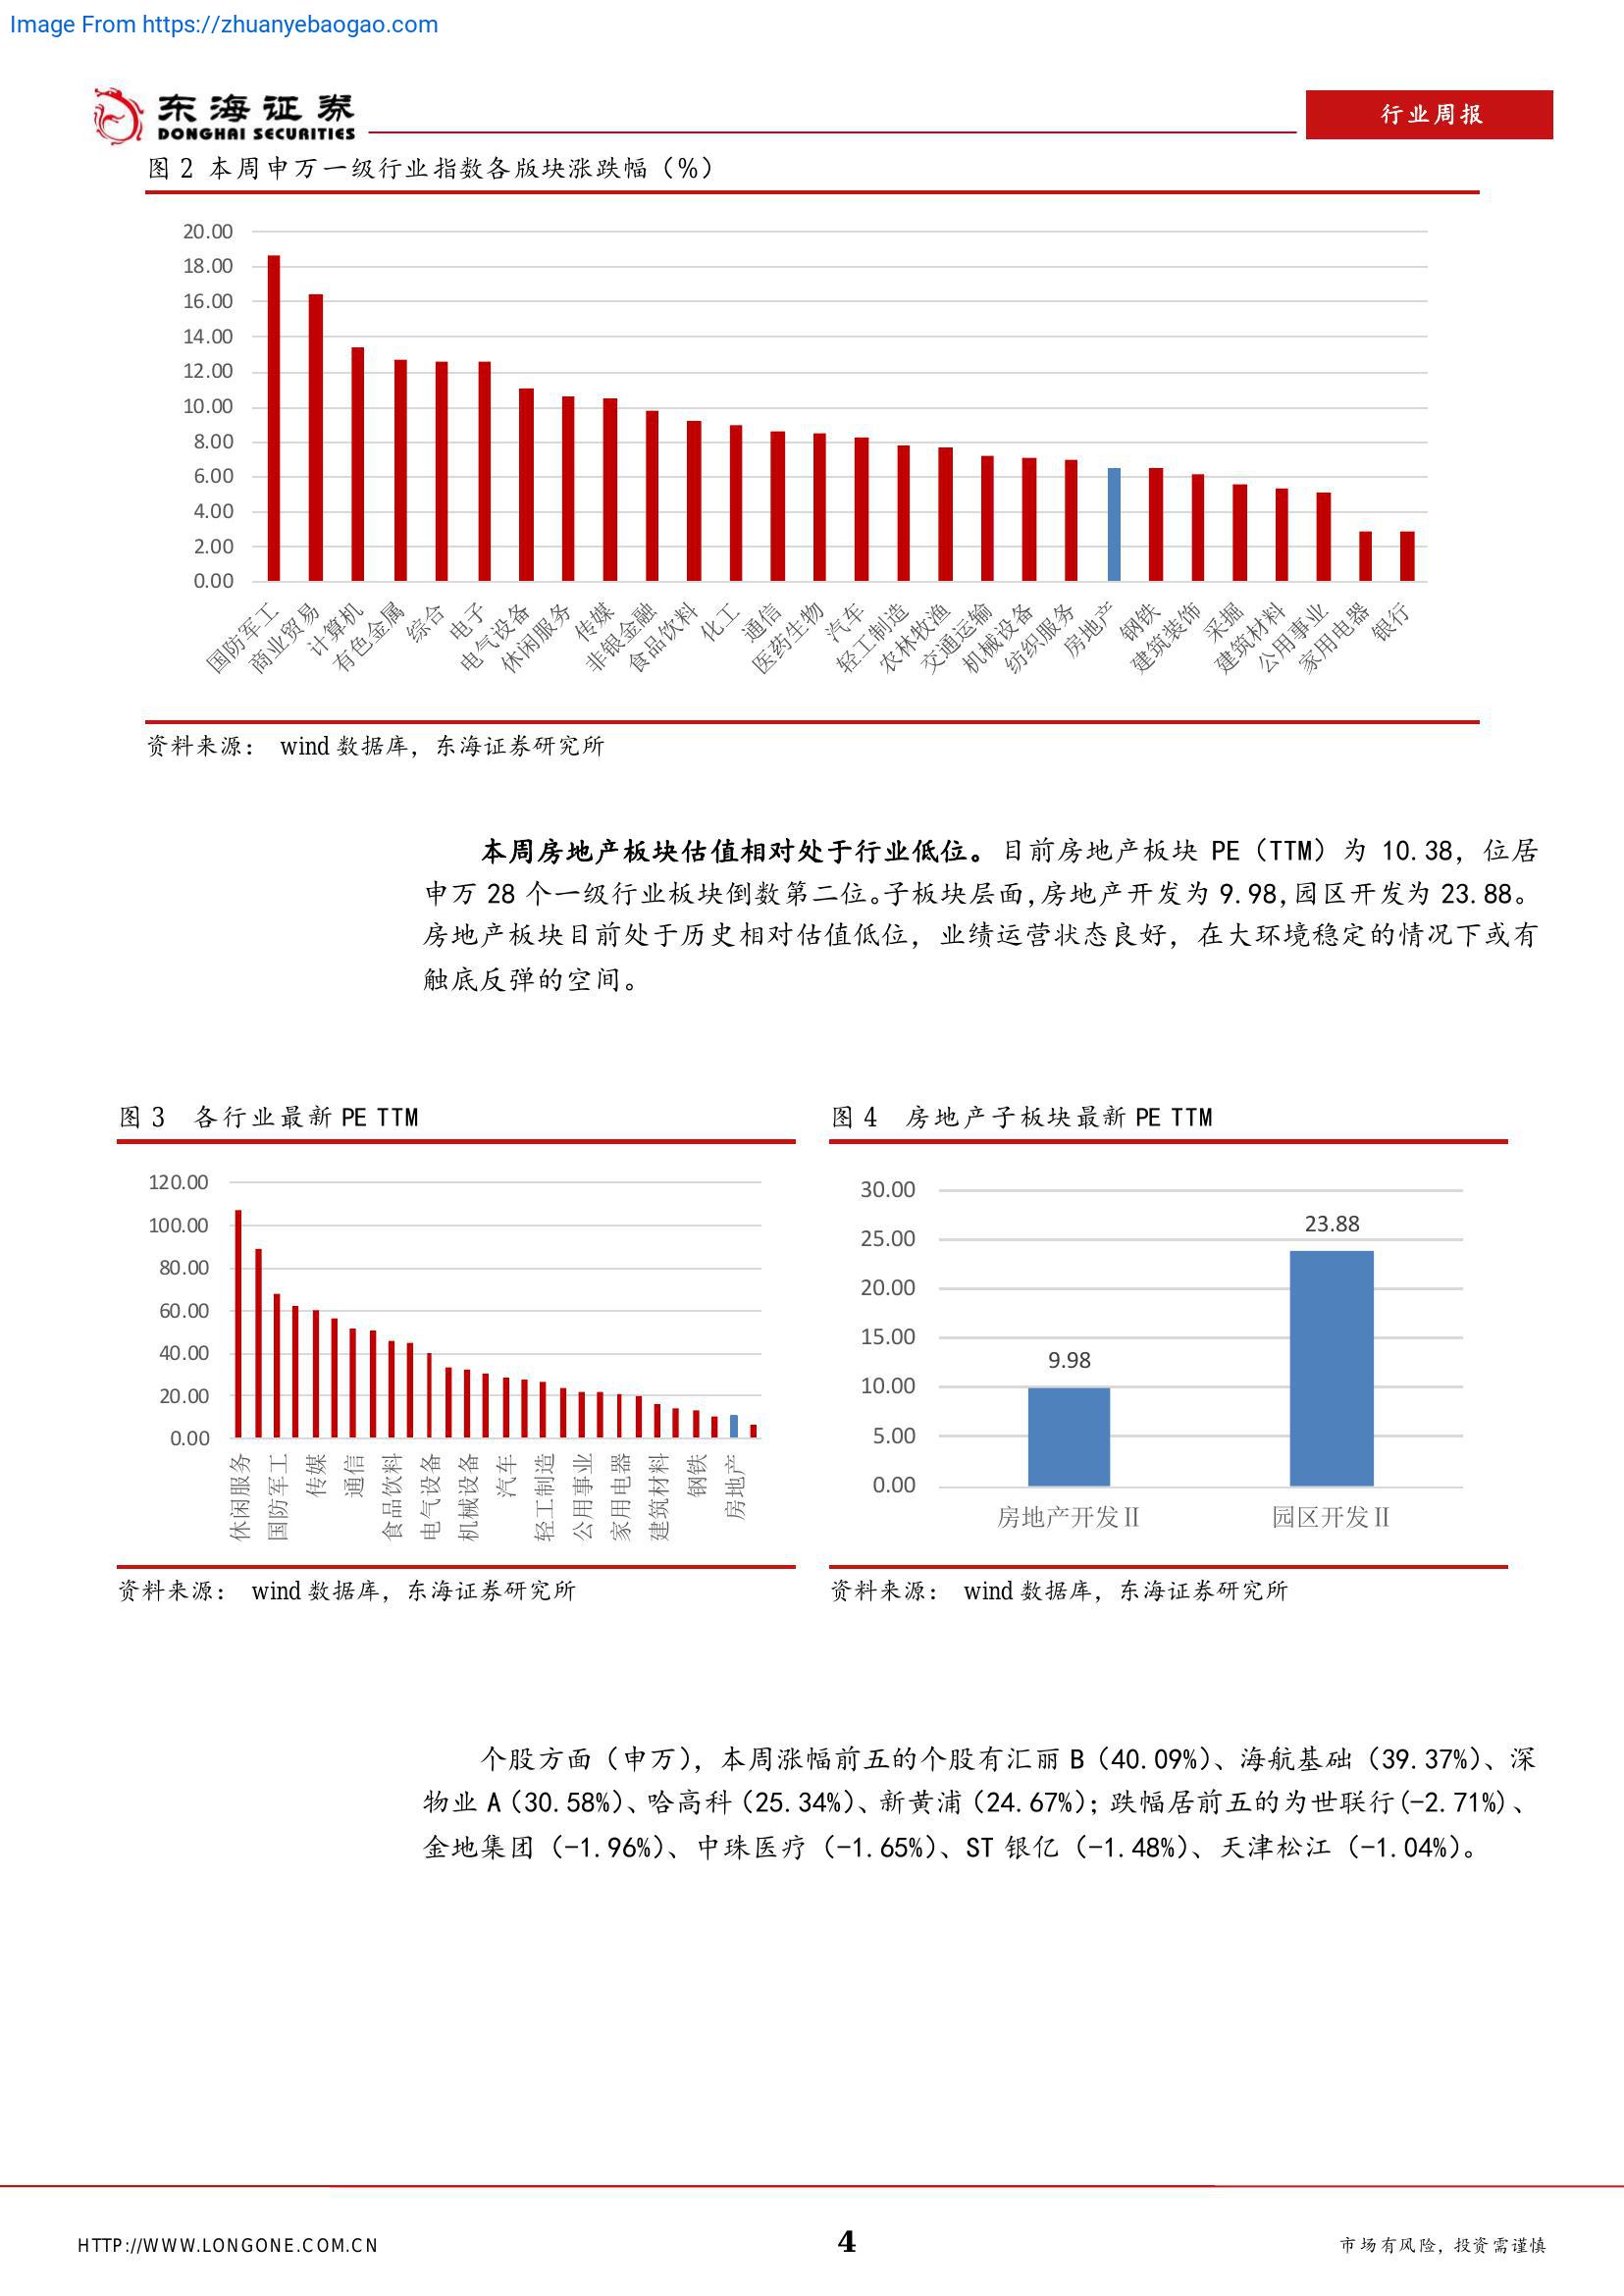 Image From https://zhuanyebaogao.com
东海证券
DONGHAI SECURITIES
行业周报
图 2 本周申万一级行业指数各版块涨跌幅（%）
20.00
18.00
16.00
14.00
12.00
10.00
8.00
6.00
4.00
2.00
0.00
国防军工
商业贸易
计算机
有色金属
综合
电子
电气设备
休闲服务
传媒
非银金融
食品饮料
化工
通信
医药生物
汽车
轻工制造
农林牧渔
交通运输
机械设备
纺织服务
房地产
钢铁
建筑装饰
采掘
建筑材料
公用事业
家用电器
银行
资料来源： wind 数据库，东海证券研究所
本周房地产板块估值相对处于行业低位。目前房地产板块 PE（TTM）为 10.38，位居
申万 28 个一级行业板块倒数第二位。子板块层面，房地产开发为 9.98，园区开发为 23.88。
房地产板块目前处于历史相对估值低位，业绩运营状态良好，在大环境稳定的情况下或有
触底反弹的空间。
图 3 各行业最新 PE TTM
120.00
100.00
80.00
60.00
40.00
20.00
0.00
休闲服务
国防军工
传媒
通信
食品饮料
电气设备
机械设备
汽车
轻工制造
公用事业
家用电器
建筑材料
钢铁
房地产
资料来源： wind 数据库，东海证券研究所
图 4 房地产子板块最新 PE TTM
30.00
25.00
20.00
15.00
10.00
5.00
0.00
9.98
23.88
房地产开发Ⅱ
园区开发Ⅱ
资料来源： wind 数据库，东海证券研究所
个股方面（申万），本周涨幅前五的个股有汇丽 B（40.09%）、海航基础（39.37%）、深
物业 A（30.58%）、哈高科（25.34%）、新黄浦（24.67%）；跌幅居前五的为世联行(-2.71%)、
金地集团（-1.96%）、中珠医疗（-1.65%）、ST 银亿（-1.48%）、天津松江（-1.04%）。
HTTP://WWW.LONGONE.COM.CN
4
市场有风险，投资需谨慎